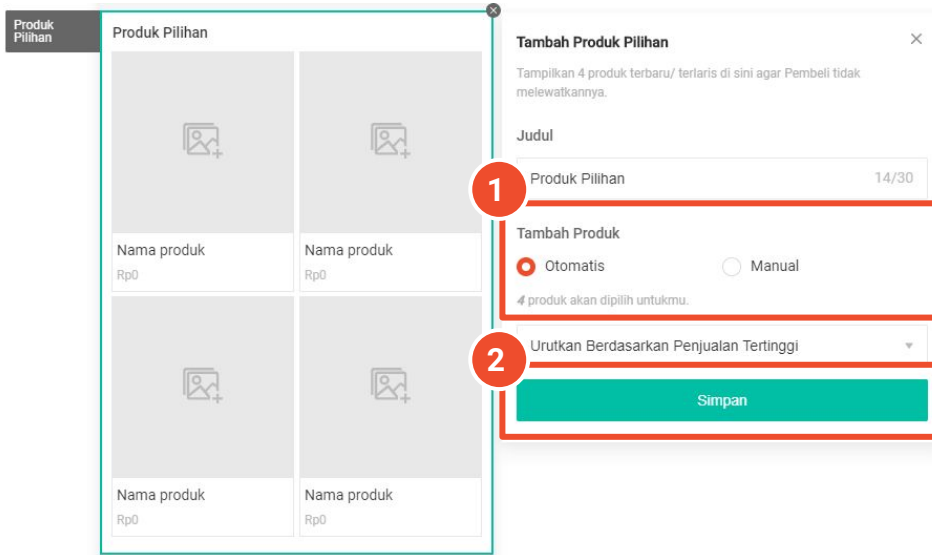 Produk
Pilihan
Produk Pilihan
Nama produk
Rp0
Nama produk
Rp0
Nama produk
Rp0
Nama produk
Rp0
Tambah Produk Pilihan
Tampilkan 4 produk terbaru/ terlaris di sini agar Pembeli tidak
melewatkannya.
Judul
Produk Pilihan 14/30
1
Tambah Produk
Otomatis Manual
4 produk akan dipilih untukmu.
Urutkan Berdasarkan Penjualan Tertinggi
2
Simpan